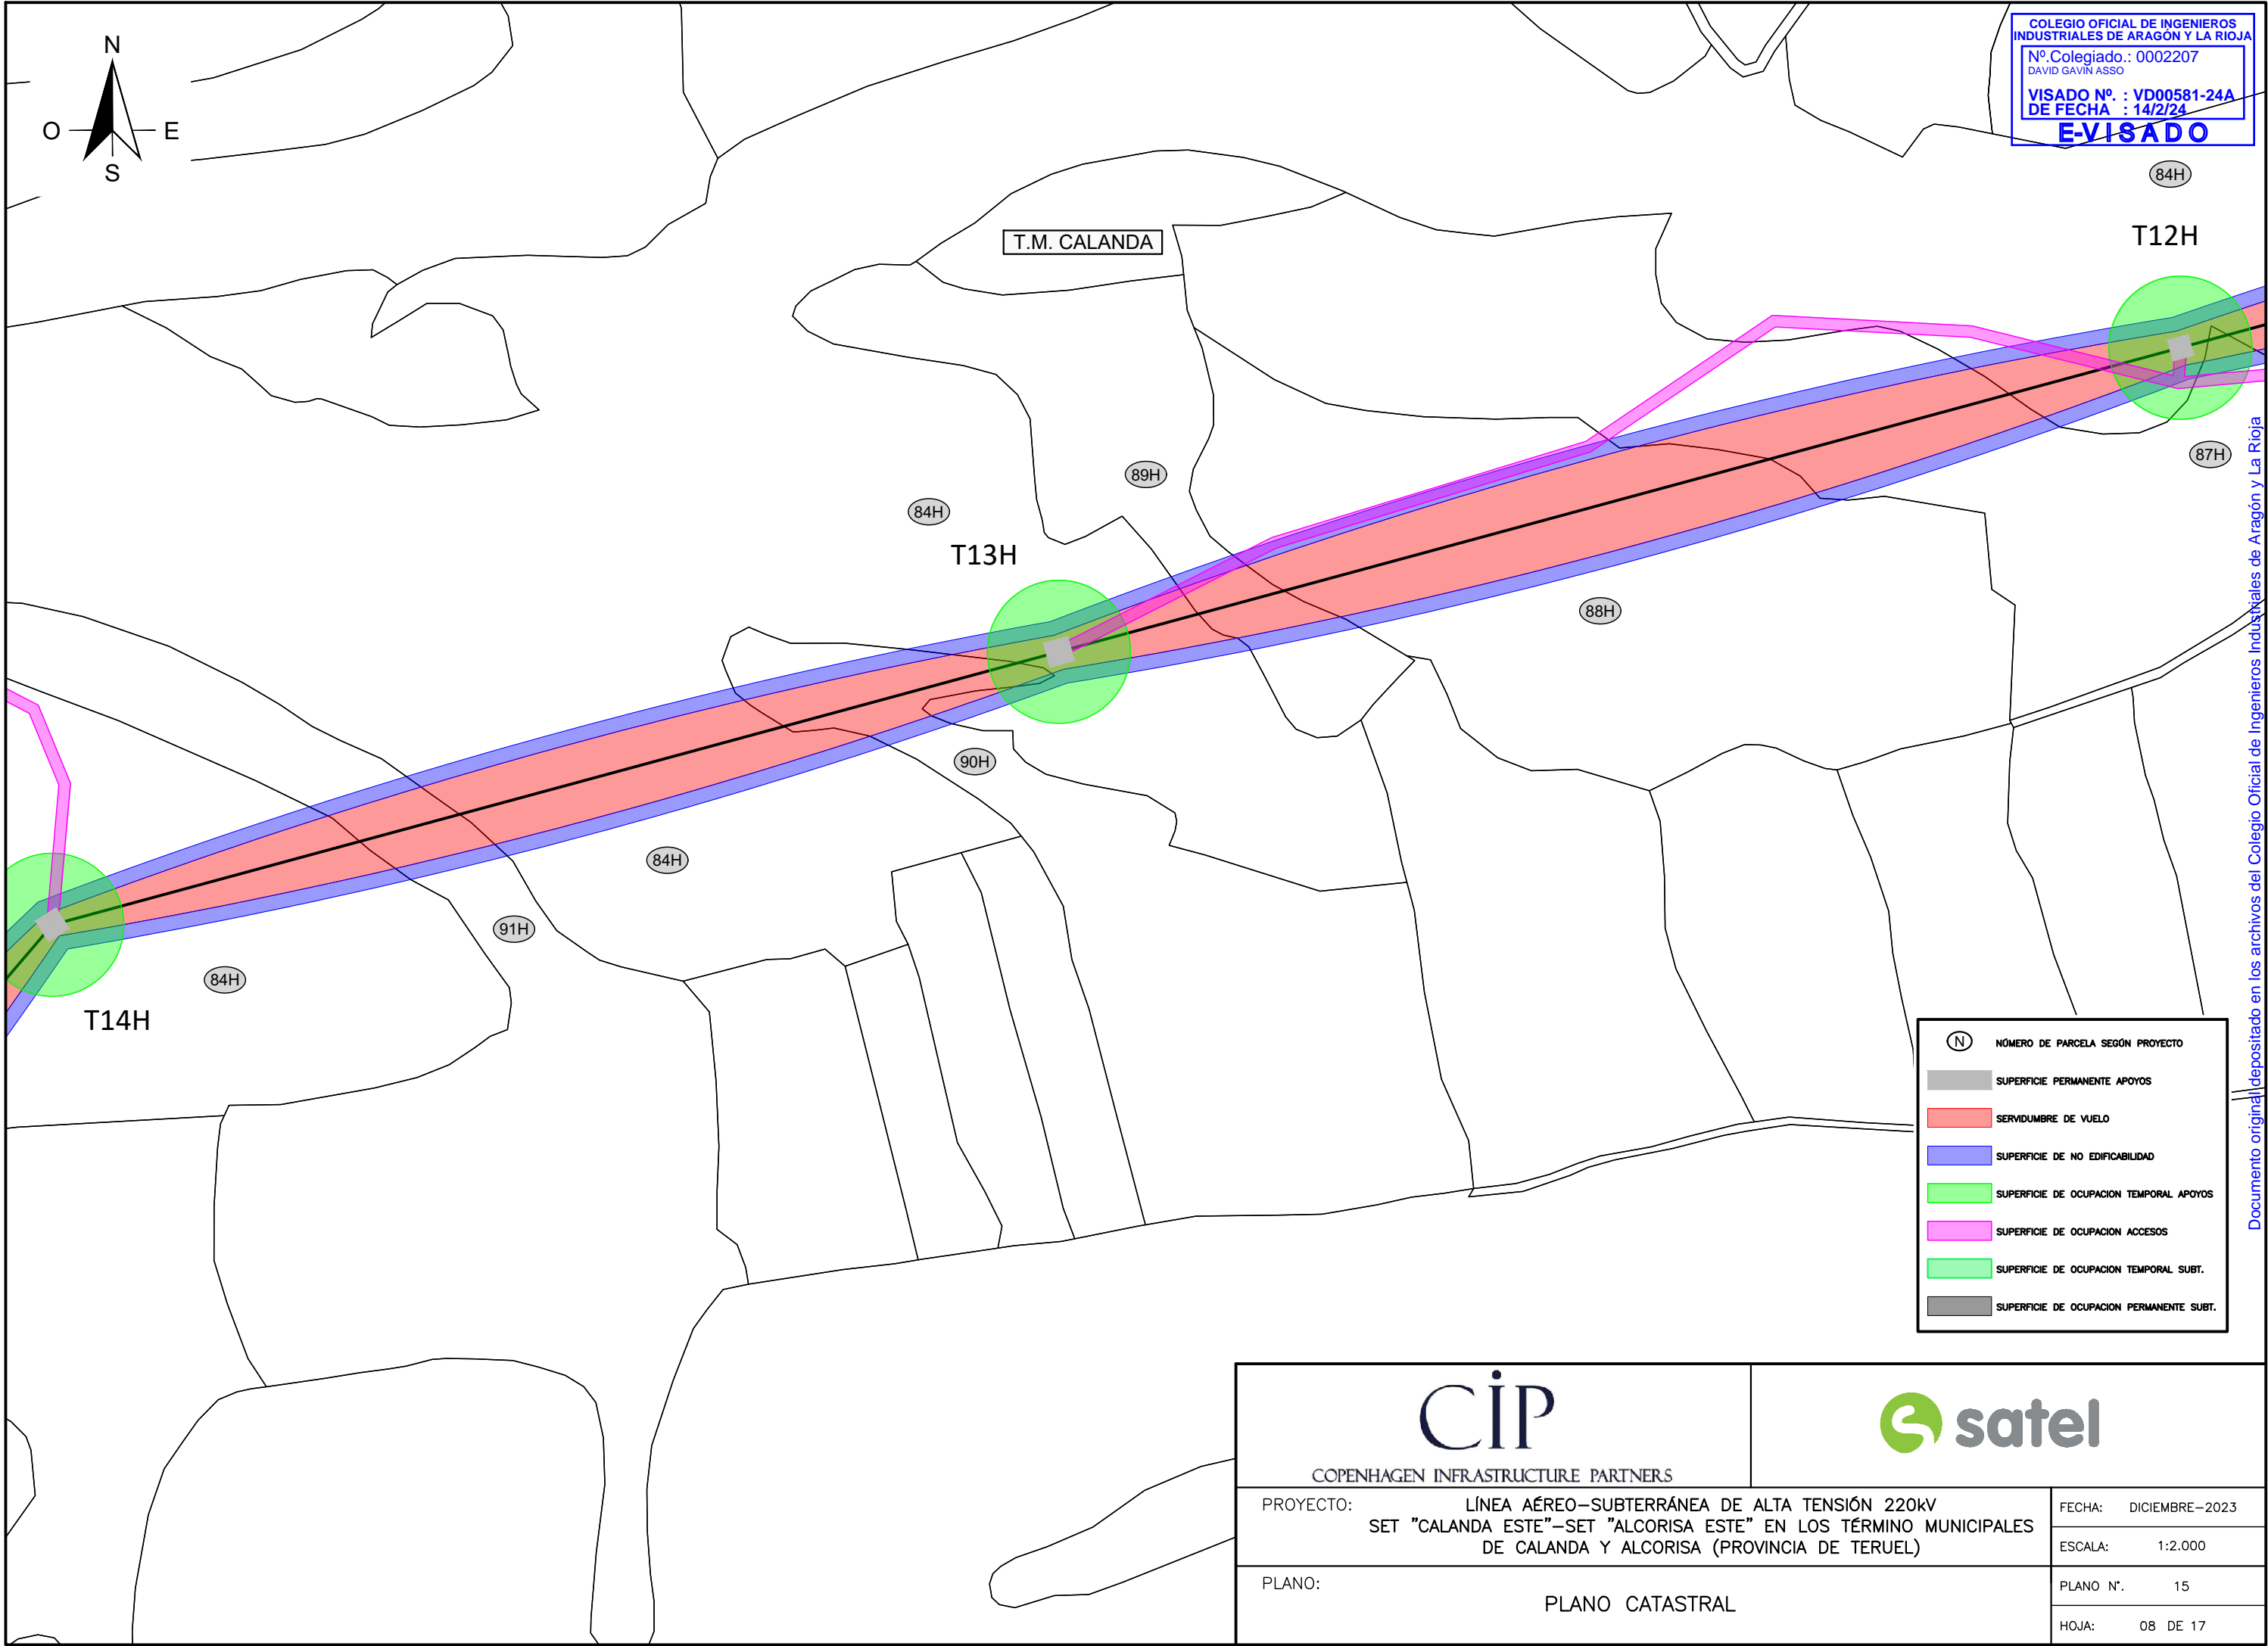 N
O E
S
COLEGIO OFICIAL DE INGENIEROS
INDUSTRIALES DE ARAGÓN Y LA RIOJA
Nº.Colegiado.: 0002207
DAVID GAVÍN ASSO
VISADO Nº. : VD00581-24A
DE FECHA : 14/2/24
E-VISADO
84H
T12H
T.M. CALANDA
87H
89H
84H
T13H
88H
90H
84H
91H
84H
T14H
Documento original depositado en los archivos del Colegio Oficial de Ingenieros Industriales de Aragón y La Rioja
N NÚMERO DE PARCELA SEGÚN PROYECTO
SUPERFICIE PERMANENTE APOYOS
SERVIDUMBRE DE VUELO
SUPERFICIE DE NO EDIFICABILIDAD
SUPERFICIE DE OCUPACION TEMPORAL APOYOS
SUPERFICIE DE OCUPACION ACCESOS
SUPERFICIE DE OCUPACION TEMPORAL SUBT.
SUPERFICIE DE OCUPACION PERMANENTE SUBT.
CIP
COPENHAGEN INFRASTRUCTURE PARTNERS
satel
PROYECTO: LÍNEA AÉREO-SUBTERRÁNEA DE ALTA TENSIÓN 220kV
SET "CALANDA ESTE"-SET "ALCORISA ESTE" EN LOS TÉRMINO MUNICIPALES
DE CALANDA Y ALCORISA (PROVINCIA DE TERUEL)
FECHA: DICIEMBRE-2023
ESCALA: 1:2.000
PLANO:
PLANO CATASTRAL
PLANO Nº. 15
HOJA: 08 DE 17